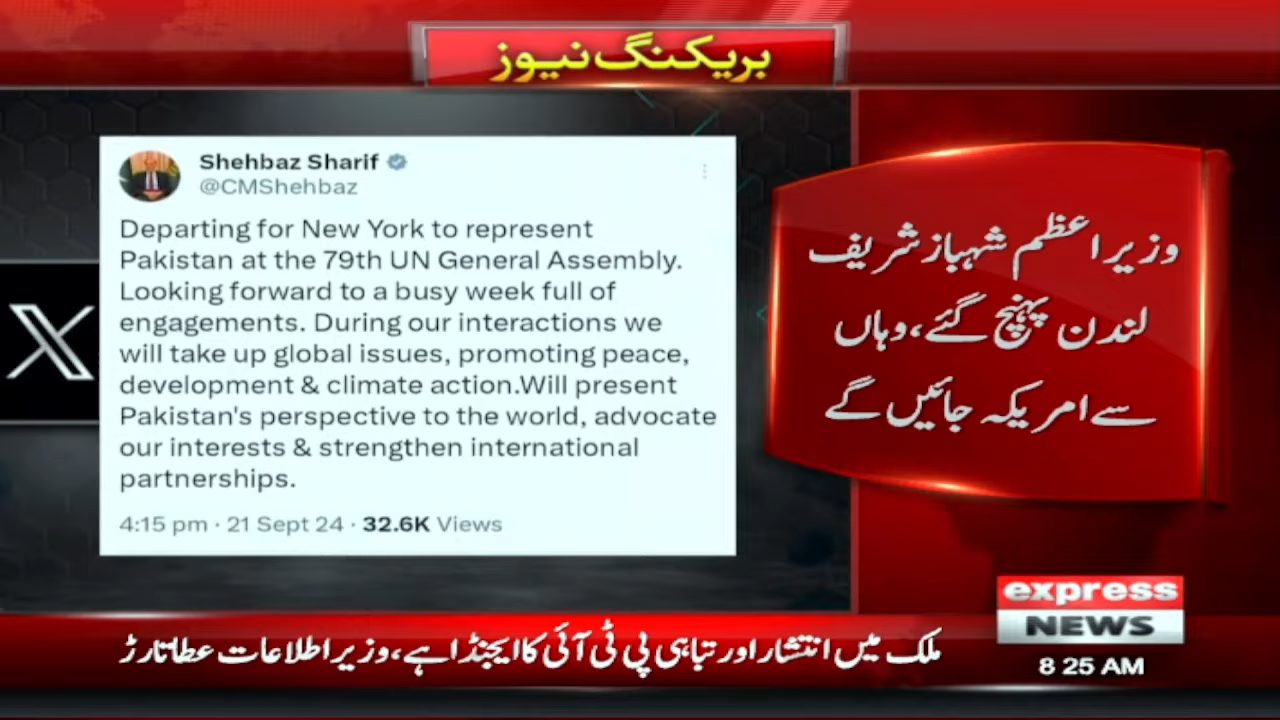 بریکنگ نیوز
Shehbaz Sharif
@CMShehbaz
Departing for New York to represent
Pakistan at the 79th UN General Assembly.
Looking forward to a busy week full of
engagements. During our interactions we
will take up global issues, promoting peace,
development & climate action.Will present
Pakistan's perspective to the world, advocate
our interests & strengthen international
partnerships.
4:15 pm · 21 Sept 24 · 32.6K Views
X
وزیراعظم شہباز شریف
لندن پہنچ گئے، وہاں
سے امریکہ جائیں گے
express
NEWS
8 25 AM
ملک میں انتشار اور تباہی پی ٹی آئی کا ایجنڈا ہے، وزیر اطلاعات عطا تارڑ